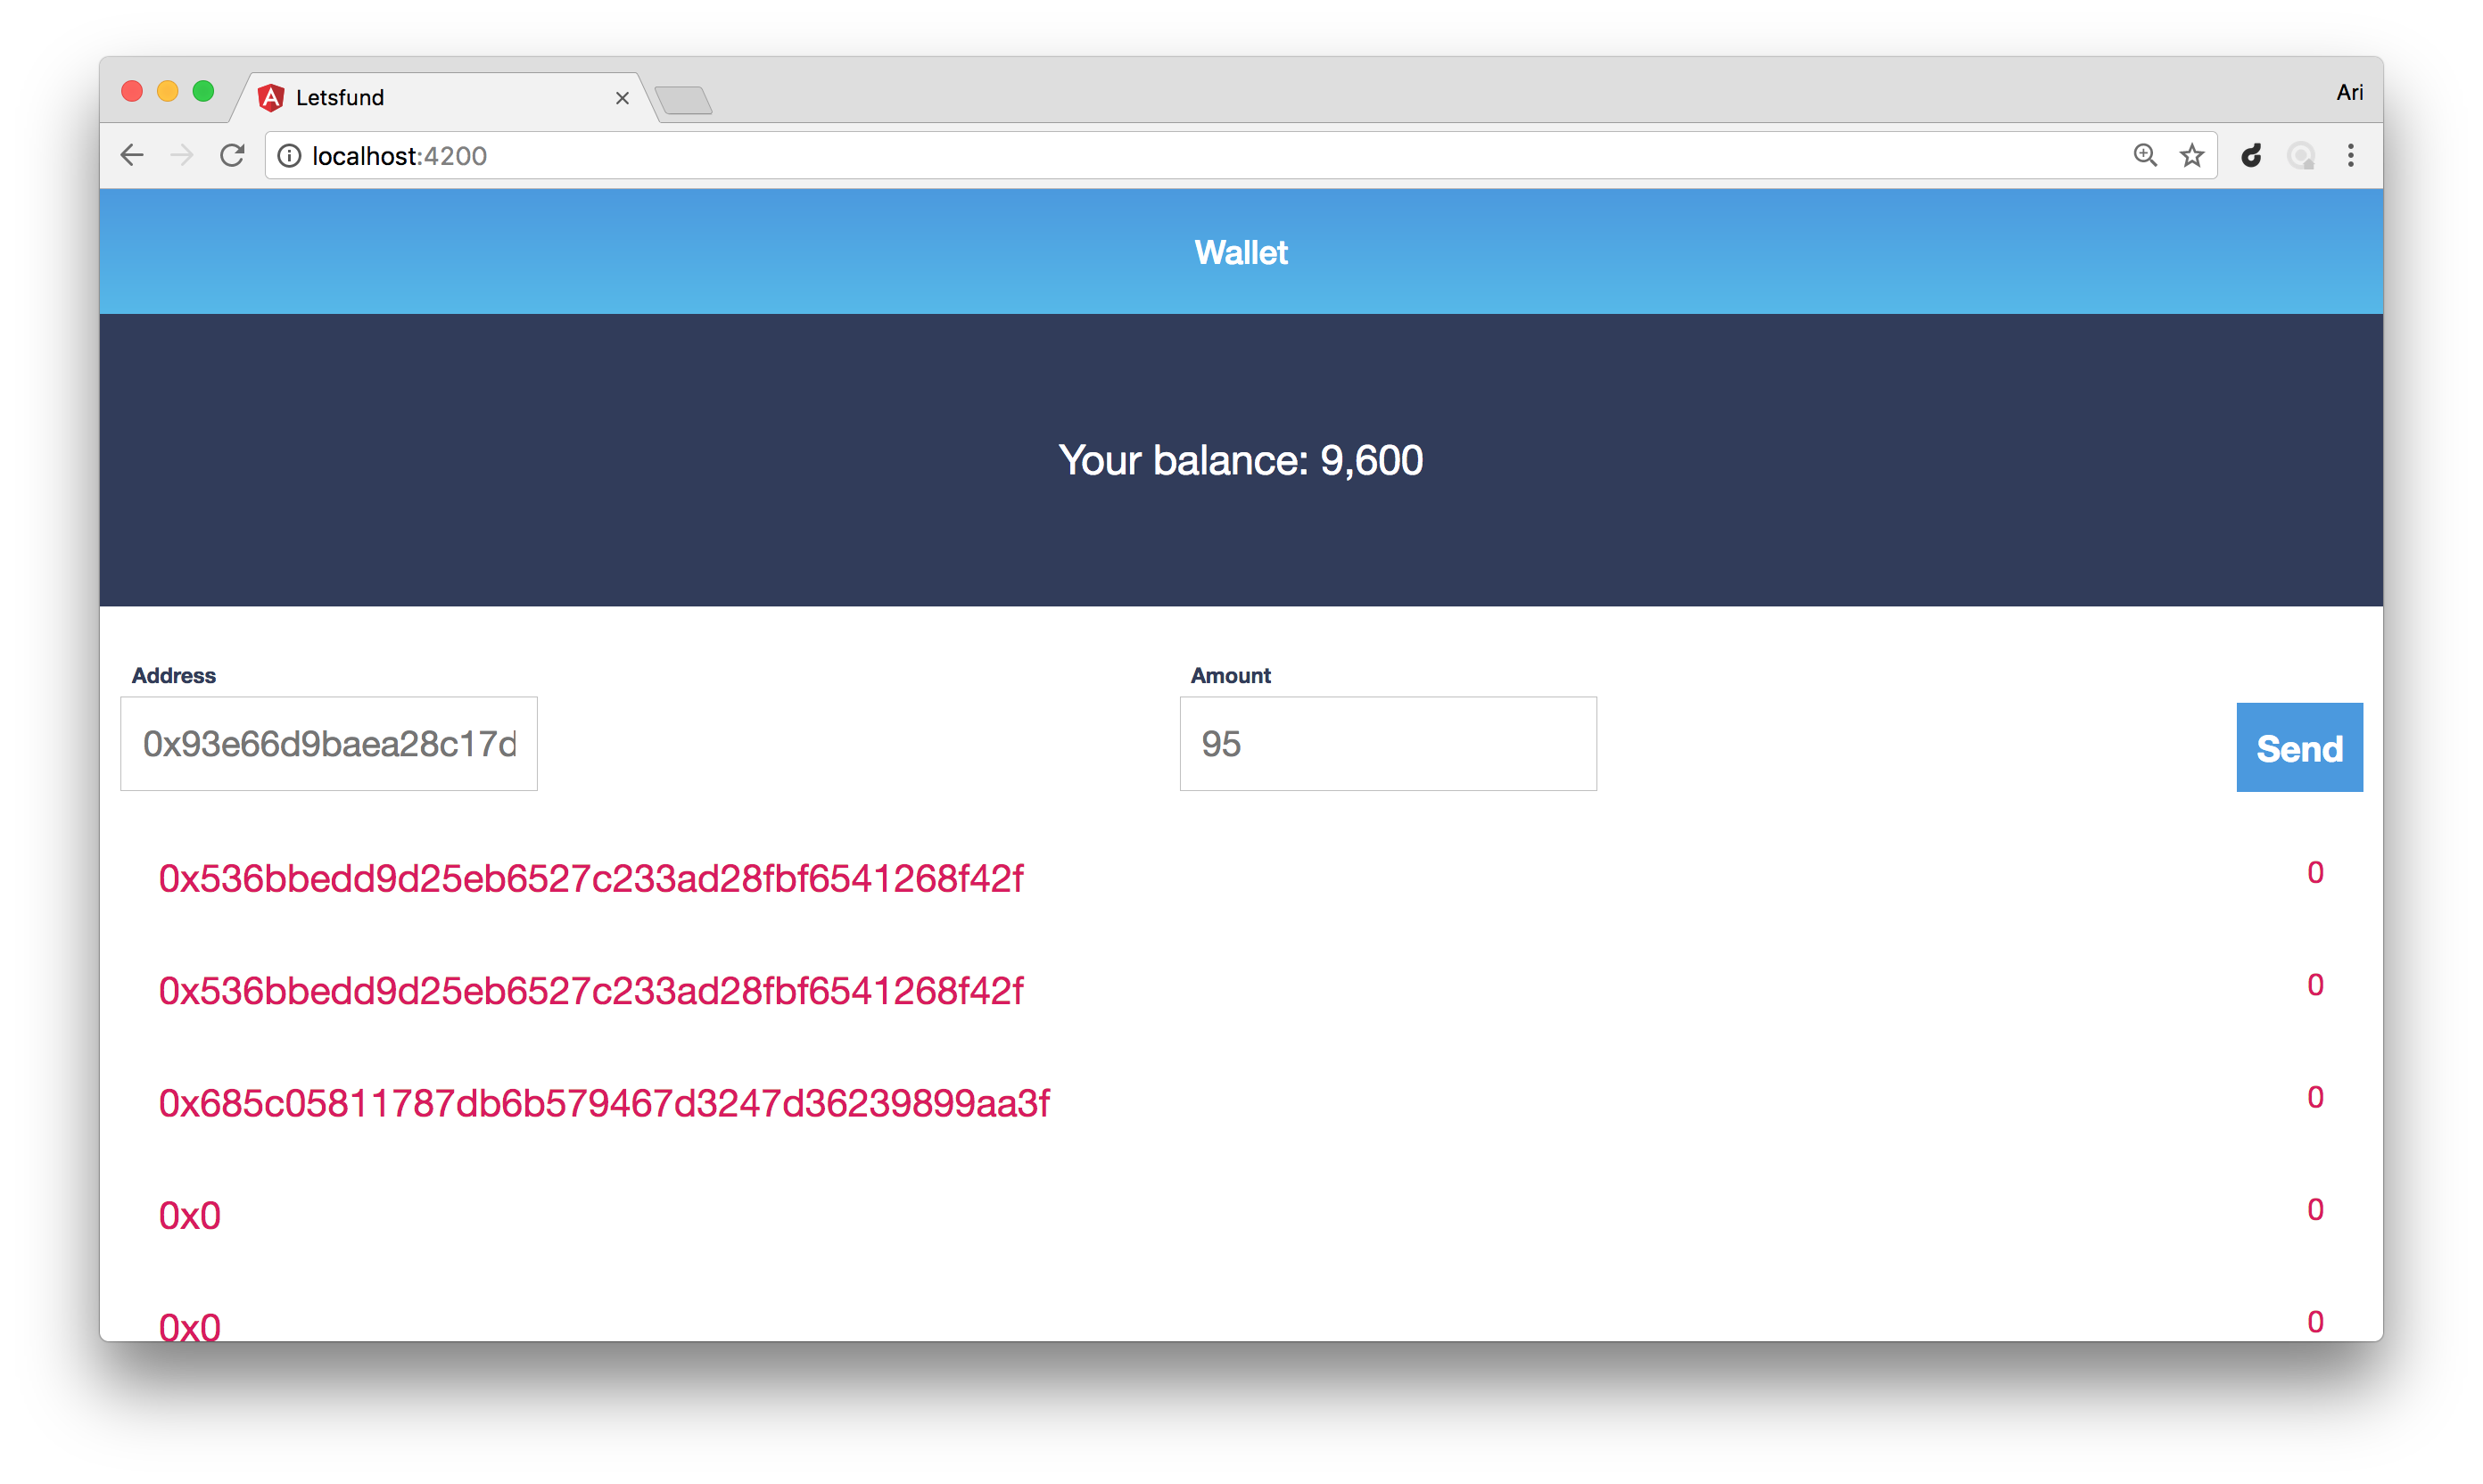 Letsfund
Ari
localhost:4200
Wallet
Your balance: 9,600
Address
Amount
0x93e66d9baea28c17d
95
Send
0x536bbedd9d25eb6527c233ad28fbf6541268f42f 0
0x536bbedd9d25eb6527c233ad28fbf6541268f42f 0
0x685c05811787db6b579467d3247d36239899aa3f 0
0x0 0
0x0 0